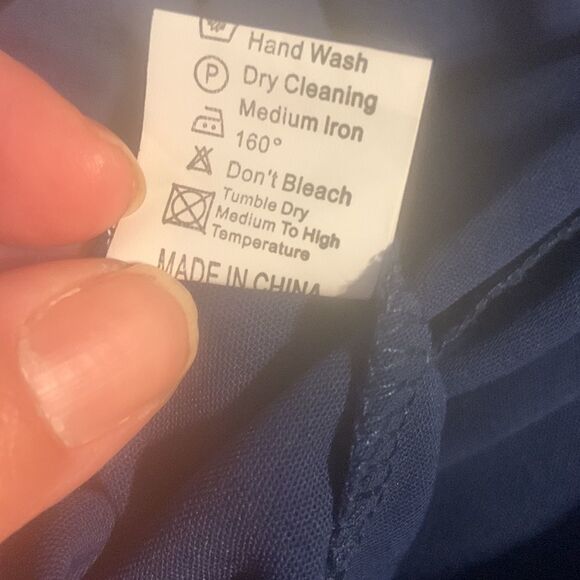 Hand Wash
P Dry Cleaning
Medium Iron
160°
Don't Bleach
Tumble Dry
Medium To High
Temperature
MADE IN CHINA